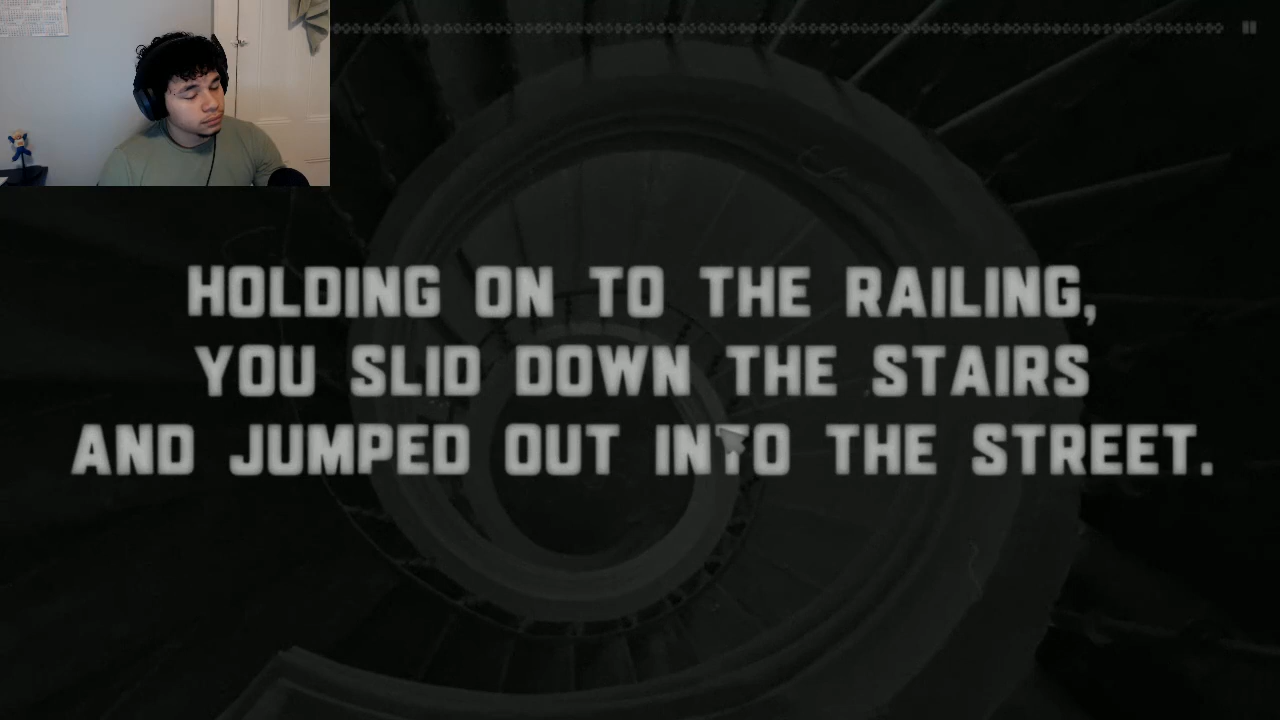 HOLDING ON TO THE RAILING,
YOU SLID DOWN THE STAIRS
AND JUMPED OUT INTO THE STREET.